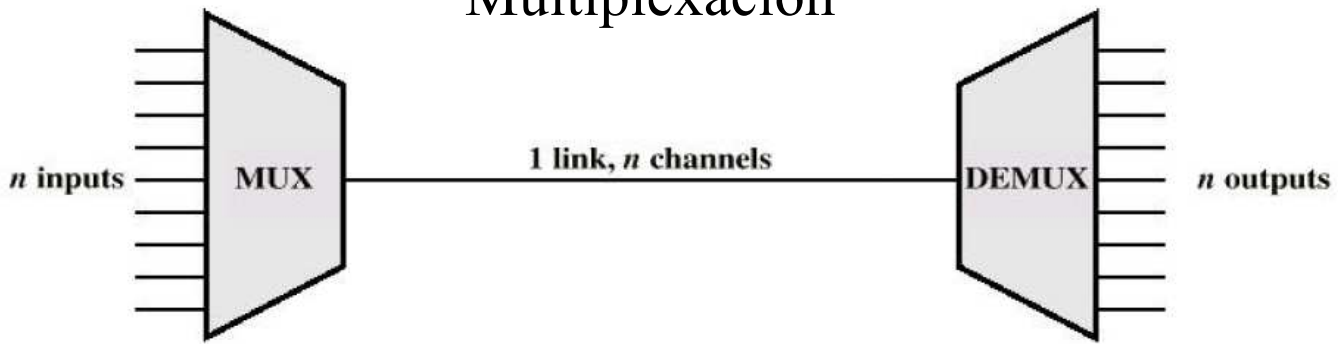 Multiplexación
1 link, n channels
n inputs
MUX
DEMUX
n outputs